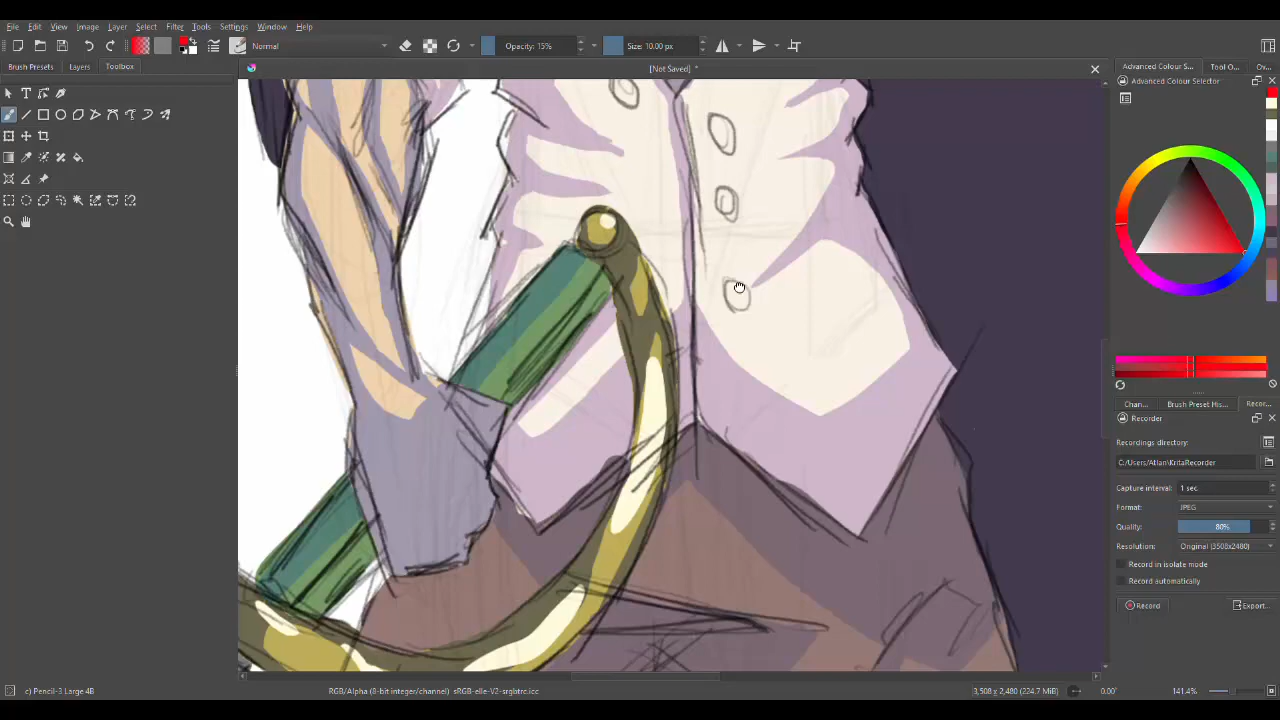 File Edit View Image Layer Select Filter Tools Settings Window Help
Normal Opacity: 15% Size: 10.00 px
Brush Presets Layers Toolbox [Not Saved] * Advanced Colour S... Tool O... Ov...
Advanced Colour Selector
Chan... Brush Preset His... Recor...
Recorder
Recordings directory:
C:/Users/Atlan/KritaRecorder
Capture interval: 1 sec
Format: JPEG
Quality: 80%
Resolution: Original (3508x2480)
Record in isolate mode
Record automatically
Record Export...
c) Pencil-3 Large 4B RGB/Alpha (8-bit integer/channel) sRGB-elle-V2-srgbtrc.icc 3,508 x 2,480 (224.7 MiB) 0.00° 141.4%